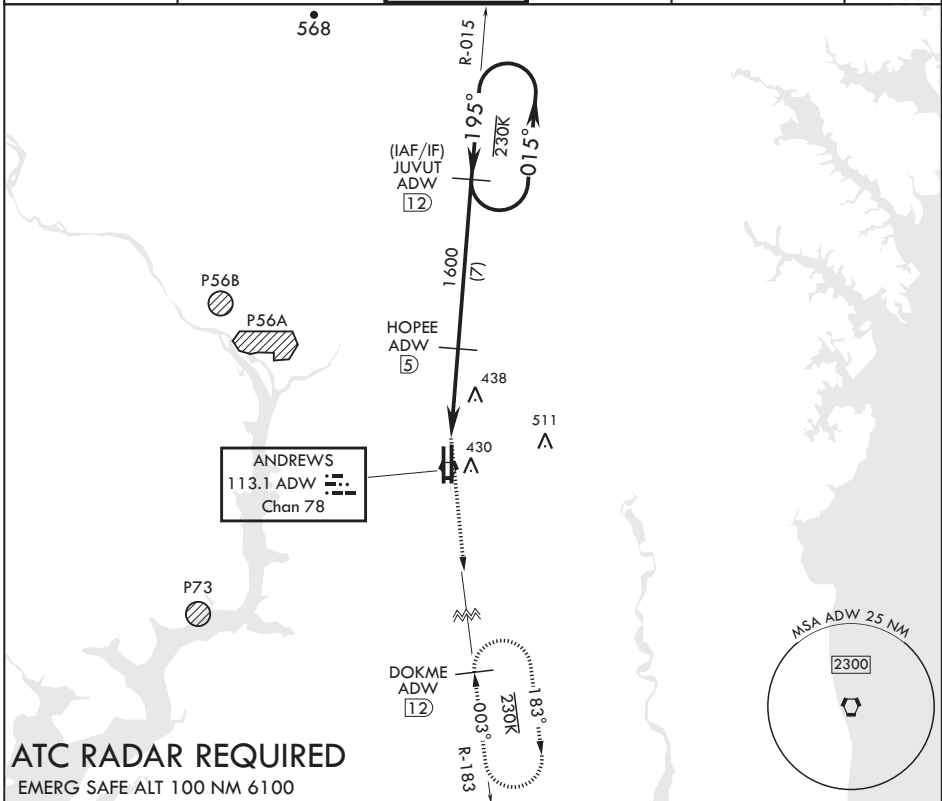 568
R-015
195°
230K
015°
(IAF/IF)
JUVUT
ADW
12
1600
(7)
P56B
P56A
HOPEE
ADW
5
438
511
430
ANDREWS
113.1 ADW
Chan 78
P73
DOKME
ADW
12
003°
230K
183°
R-183
MSA ADW 25 NM
2300
ATC RADAR REQUIRED
EMERG SAFE ALT 100 NM 6100